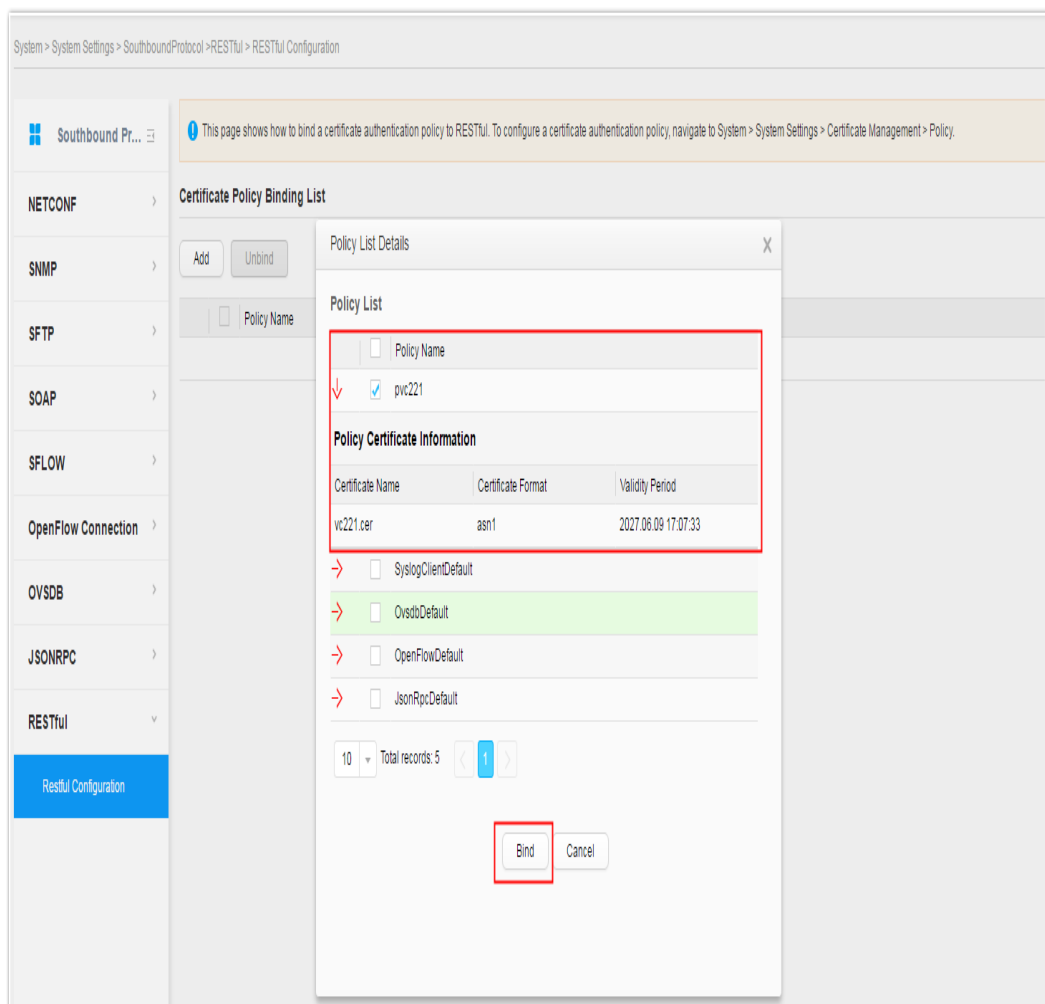 System > System Settings > SouthboundProtocol >RESTful > RESTful Configuration
Southbound Pr...
This page shows how to bind a certificate authentication policy to RESTful. To configure a certificate authentication policy, navigate to System > System Settings > Certificate Management > Policy.
NETCONF
SNMP
SFTP
SOAP
SFLOW
OpenFlow Connection
OVSDB
JSONRPC
RESTful
Restful Configuration
Certificate Policy Binding List
Add Unbind
Policy Name
Policy List Details X
Policy List
Policy Name
pvc221
Policy Certificate Information
Certificate Name Certificate Format Validity Period
vc221.cer asn1 2027.06.09 17:07:33
SyslogClientDefault
OvsdbDefault
OpenFlowDefault
JsonRpcDefault
10 Total records: 5 < 1 >
Bind Cancel